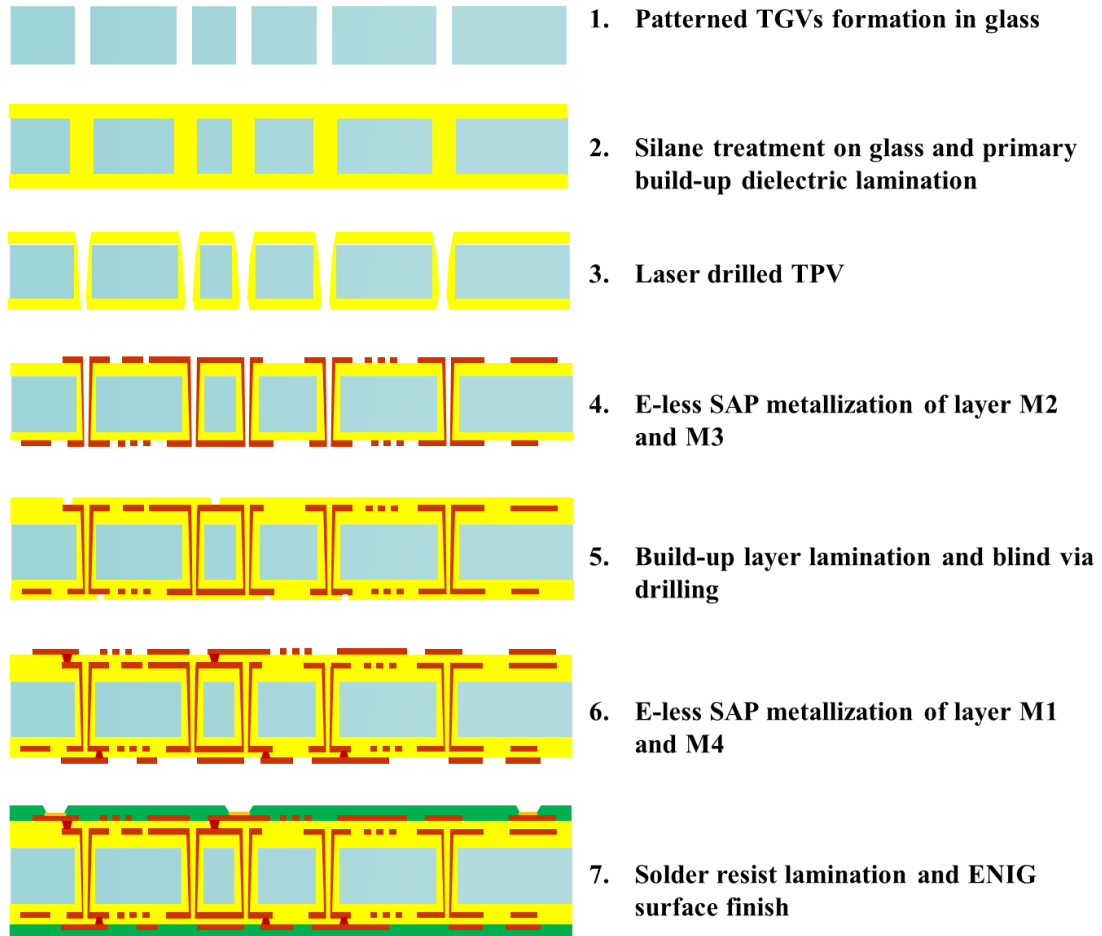 1. Patterned TGVs formation in glass
2. Silane treatment on glass and primary
build-up dielectric lamination
3. Laser drilled TPV
4. E-less SAP metallization of layer M2
and M3
5. Build-up layer lamination and blind via
drilling
6. E-less SAP metallization of layer M1
and M4
7. Solder resist lamination and ENIG
surface finish